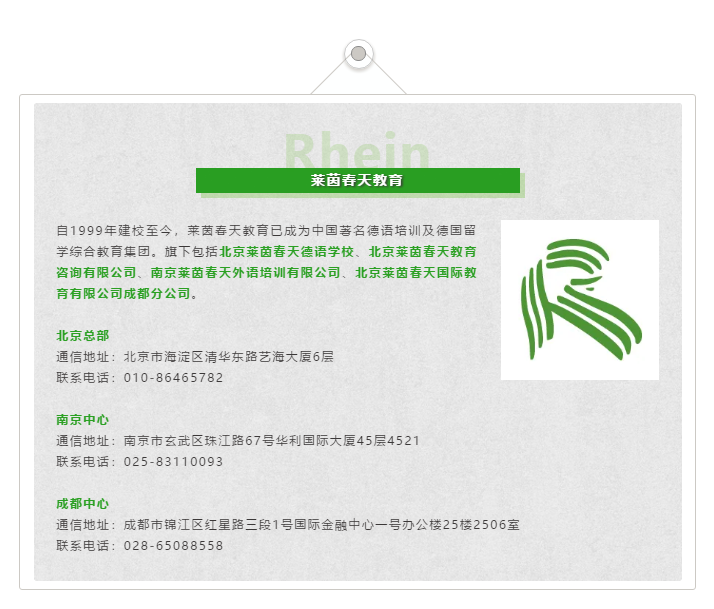 Rhein
莱茵春天教育
自1999年建校至今，莱茵春天教育已成为中国著名德语培训及德国留
学综合教育集团。旗下包括北京莱茵春天德语学校、北京莱茵春天教育
咨询有限公司、南京莱茵春天外语培训有限公司、北京莱茵春天国际教
育有限公司成都分公司。
北京总部
通信地址：北京市海淀区清华东路艺海大厦6层
联系电话：010-86465782
南京中心
通信地址：南京市玄武区珠江路67号华利国际大厦45层4521
联系电话：025-83110093
成都中心
通信地址：成都市锦江区红星路三段1号国际金融中心一号办公楼25楼2506室
联系电话：028-65088558